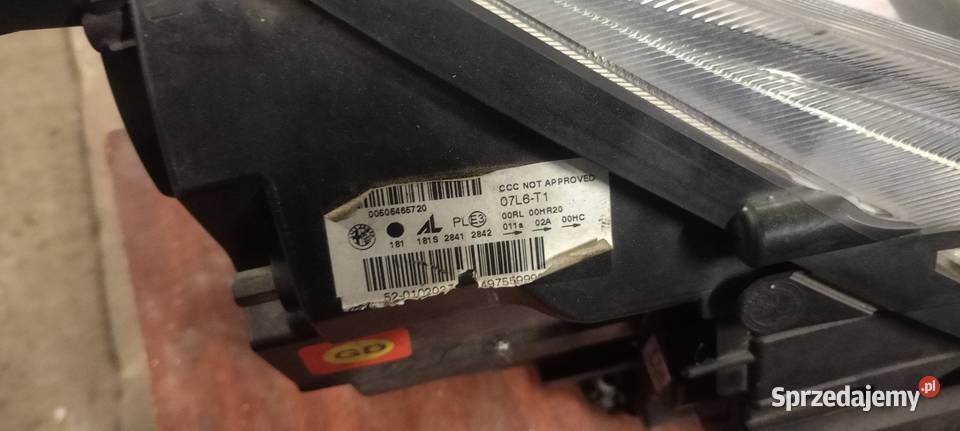 CCC NOT APPROVED
00505465720
07L6-T1
AL PL E3
00RL 00HR20
181 181S 2841 2842
011a 02A 00HC
GD
Sprzedajemy.pl